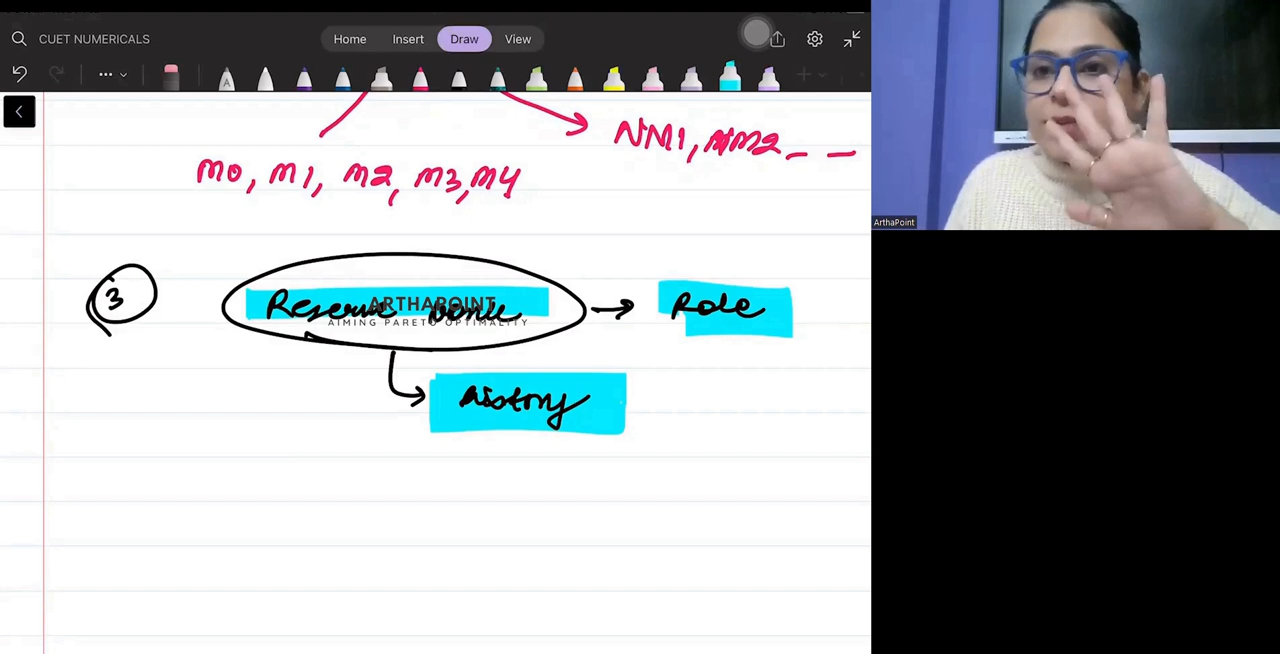 CUET NUMERICALS
Home Insert Draw View
A
NM1, NM2 _ _
M0, M1, M2, M3, M4
ArthaPoint
3 Reserve bank → Role
ARTHAPOINT
AIMING PARETO OPTIMALITY
history